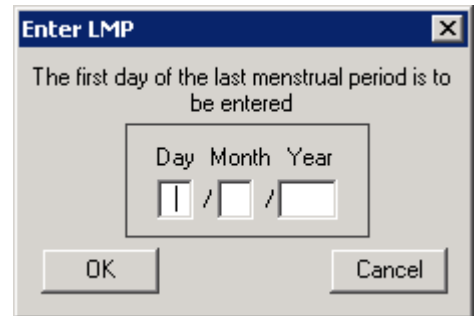 Enter LMP
The first day of the last menstrual period is to
be entered
Day Month Year
/ /
OK Cancel